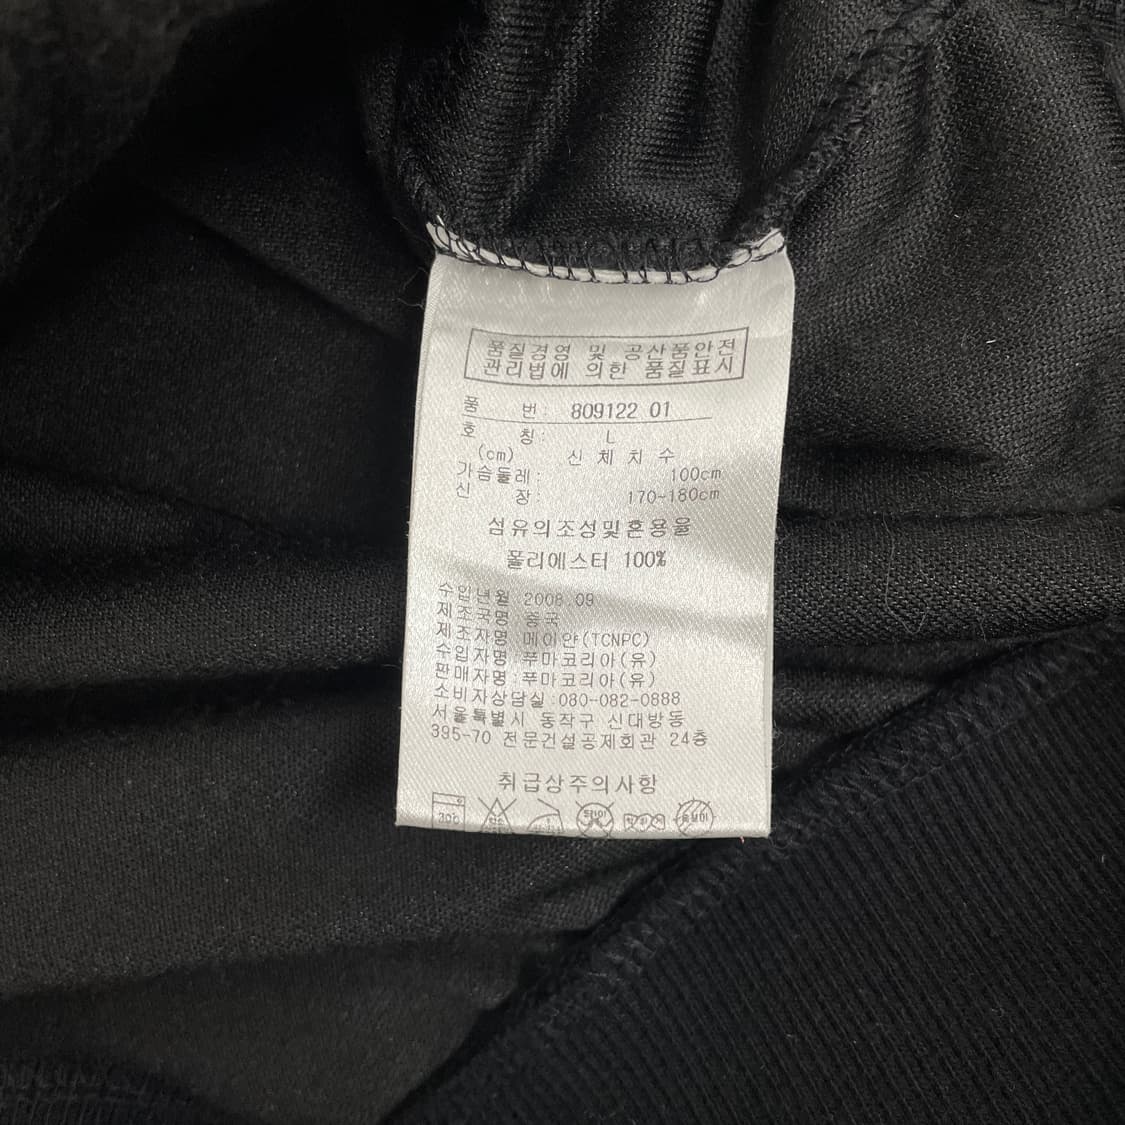 품질경영 및 공산품안전
관리법에 의한 품질표시
품 번: 809122 01
호 칭: L
(cm) 신 체 치 수
가슴둘레: 100cm
신 장: 170-180cm
섬유의조성및혼용율
폴리에스터 100%
수입년월:2008.09
제조국명:중국
제조자명:메이얀(TCNPC)
수입자명:푸마코리아(유)
판매자명:푸마코리아(유)
소비자상담실:080-082-0888
서울특별시 동작구 신대방동
395-70 전문건설공제회관 24층
취급상주의사항
드라이